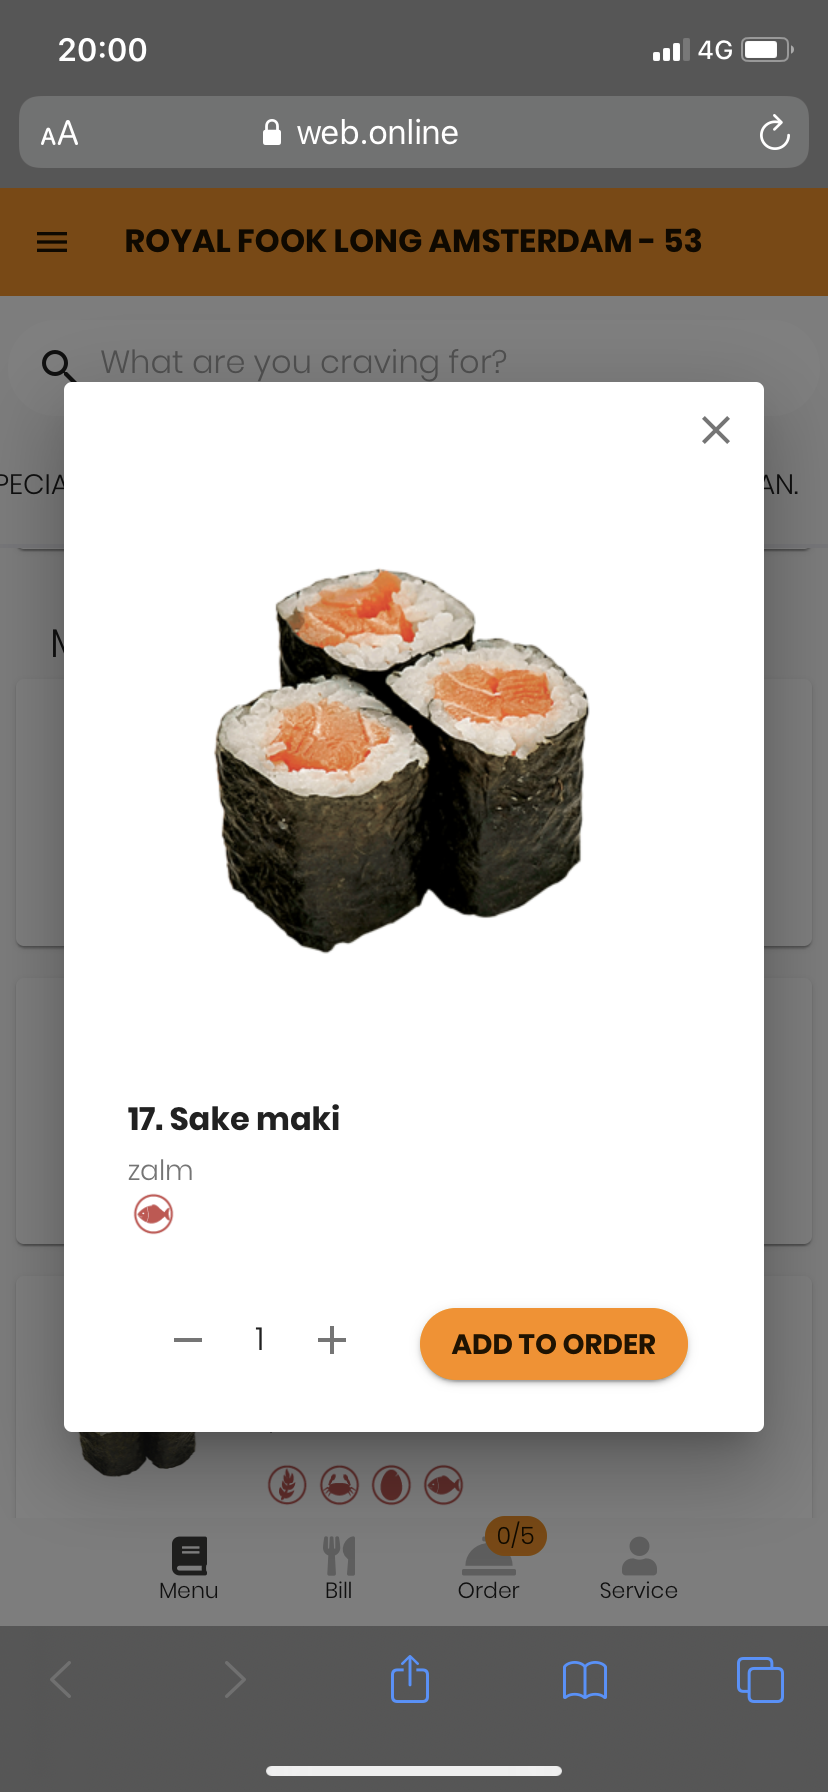 20:00
4G
AA
web.online
ROYAL FOOK LONG AMSTERDAM - 53
What are you craving for?
PECIA
AN.
17. Sake maki
zalm
1
ADD TO ORDER
0/5
Menu
Bill
Order
Service